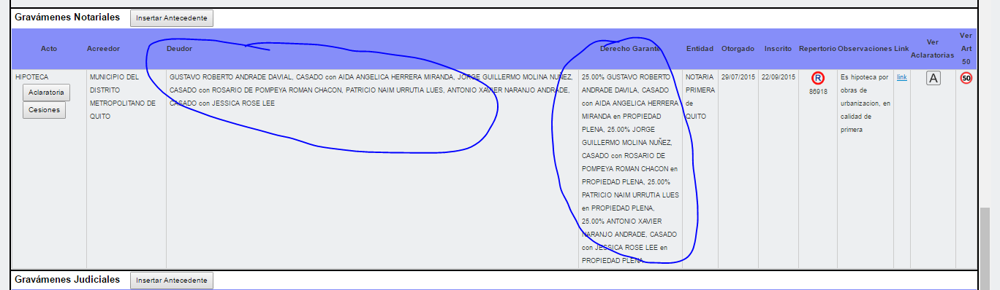 Gravámenes Notariales Insertar Antecedente
Acto Acreedor Deudor Derecho Garante Entidad Otorgado Inscrito Repertorio Observaciones Link Ver Aclaratorias Ver Art 50
HIPOTECA
Aclaratoria
Cesiones
MUNICIPIO DEL
DISTRITO
METROPOLITANO DE
QUITO
GUSTAVO ROBERTO ANDRADE DAVIAL, CASADO con AIDA ANGELICA HERRERA MIRANDA, JORGE GUILLERMO MOLINA NUÑEZ,
CASADO con ROSARIO DE POMPEYA ROMAN CHACON, PATRICIO NAIM URRUTIA LUES, ANTONIO XAVIER NARANJO ANDRADE,
CASADO con JESSICA ROSE LEE
25.00% GUSTAVO ROBERTO
ANDRADE DAVILA, CASADO
con AIDA ANGELICA HERRERA
MIRANDA en PROPIEDAD
PLENA, 25.00% JORGE
GUILLERMO MOLINA NUÑEZ,
CASADO con ROSARIO DE
POMPEYA ROMAN CHACON en
PROPIEDAD PLENA, 25.00%
PATRICIO NAIM URRUTIA LUES
en PROPIEDAD PLENA,
25.00% ANTONIO XAVIER
NARANJO ANDRADE, CASADO
con JESSICA ROSE LEE en
PROPIEDAD PLENA
NOTARIA
PRIMERA
de
QUITO
29/07/2015
22/09/2015
R
86918
Es hipoteca por
obras de
urbanizacion, en
calidad de
primera
link
A
50
Gravámenes Judiciales Insertar Antecedente